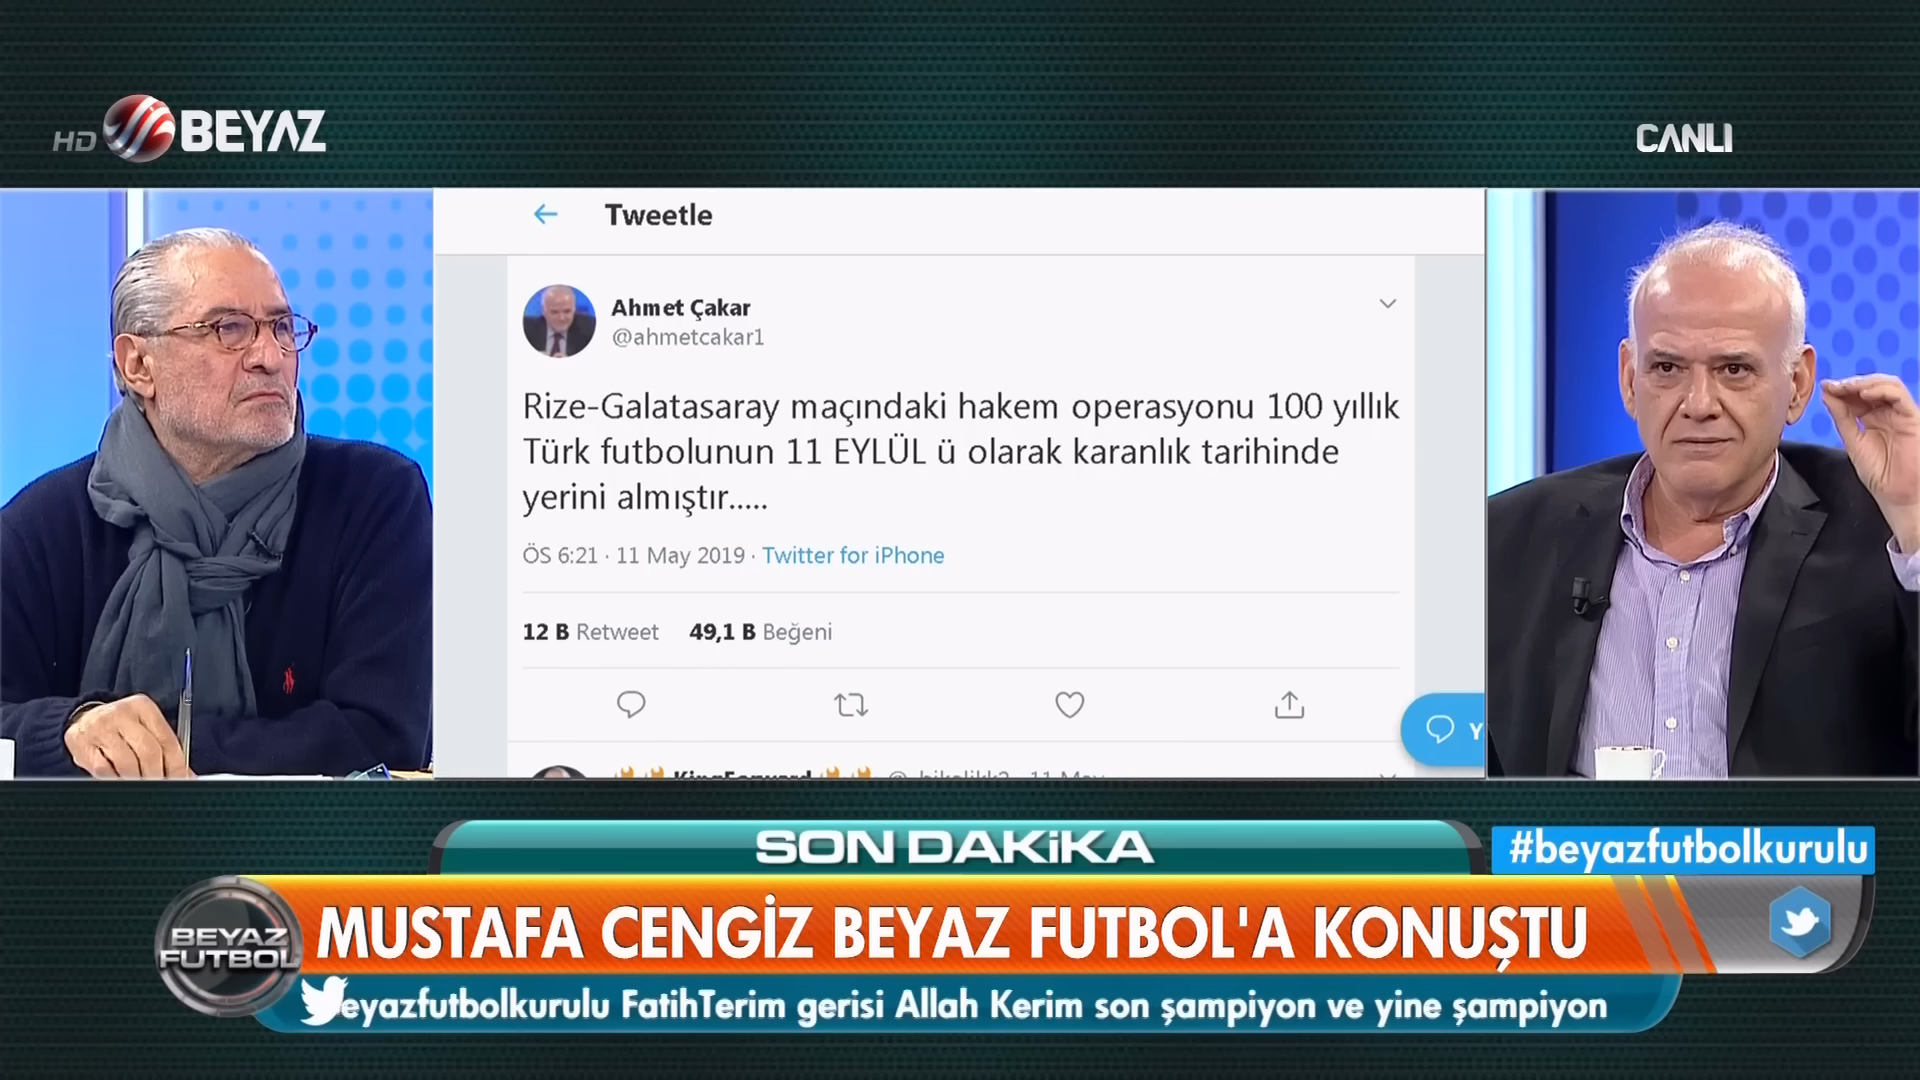 HD BEYAZ
CANLI
Tweetle
Ahmet Çakar
@ahmetcakar1
Rize-Galatasaray maçındaki hakem operasyonu 100 yıllık
Türk futbolunun 11 EYLÜL ü olarak karanlık tarihinde
yerini almıştır.....
ÖS 6:21 · 11 May 2019 · Twitter for iPhone
12 B Retweet 49,1 B Beğeni
Y
KingForward 11 May
SON DAKİKA
#beyazfutbolkurulu
MUSTAFA CENGİZ BEYAZ FUTBOL'A KONUŞTU
BEYAZ
FUTBOL
eyazfutbolkurulu FatihTerim gerisi Allah Kerim son şampiyon ve yine şampiyon